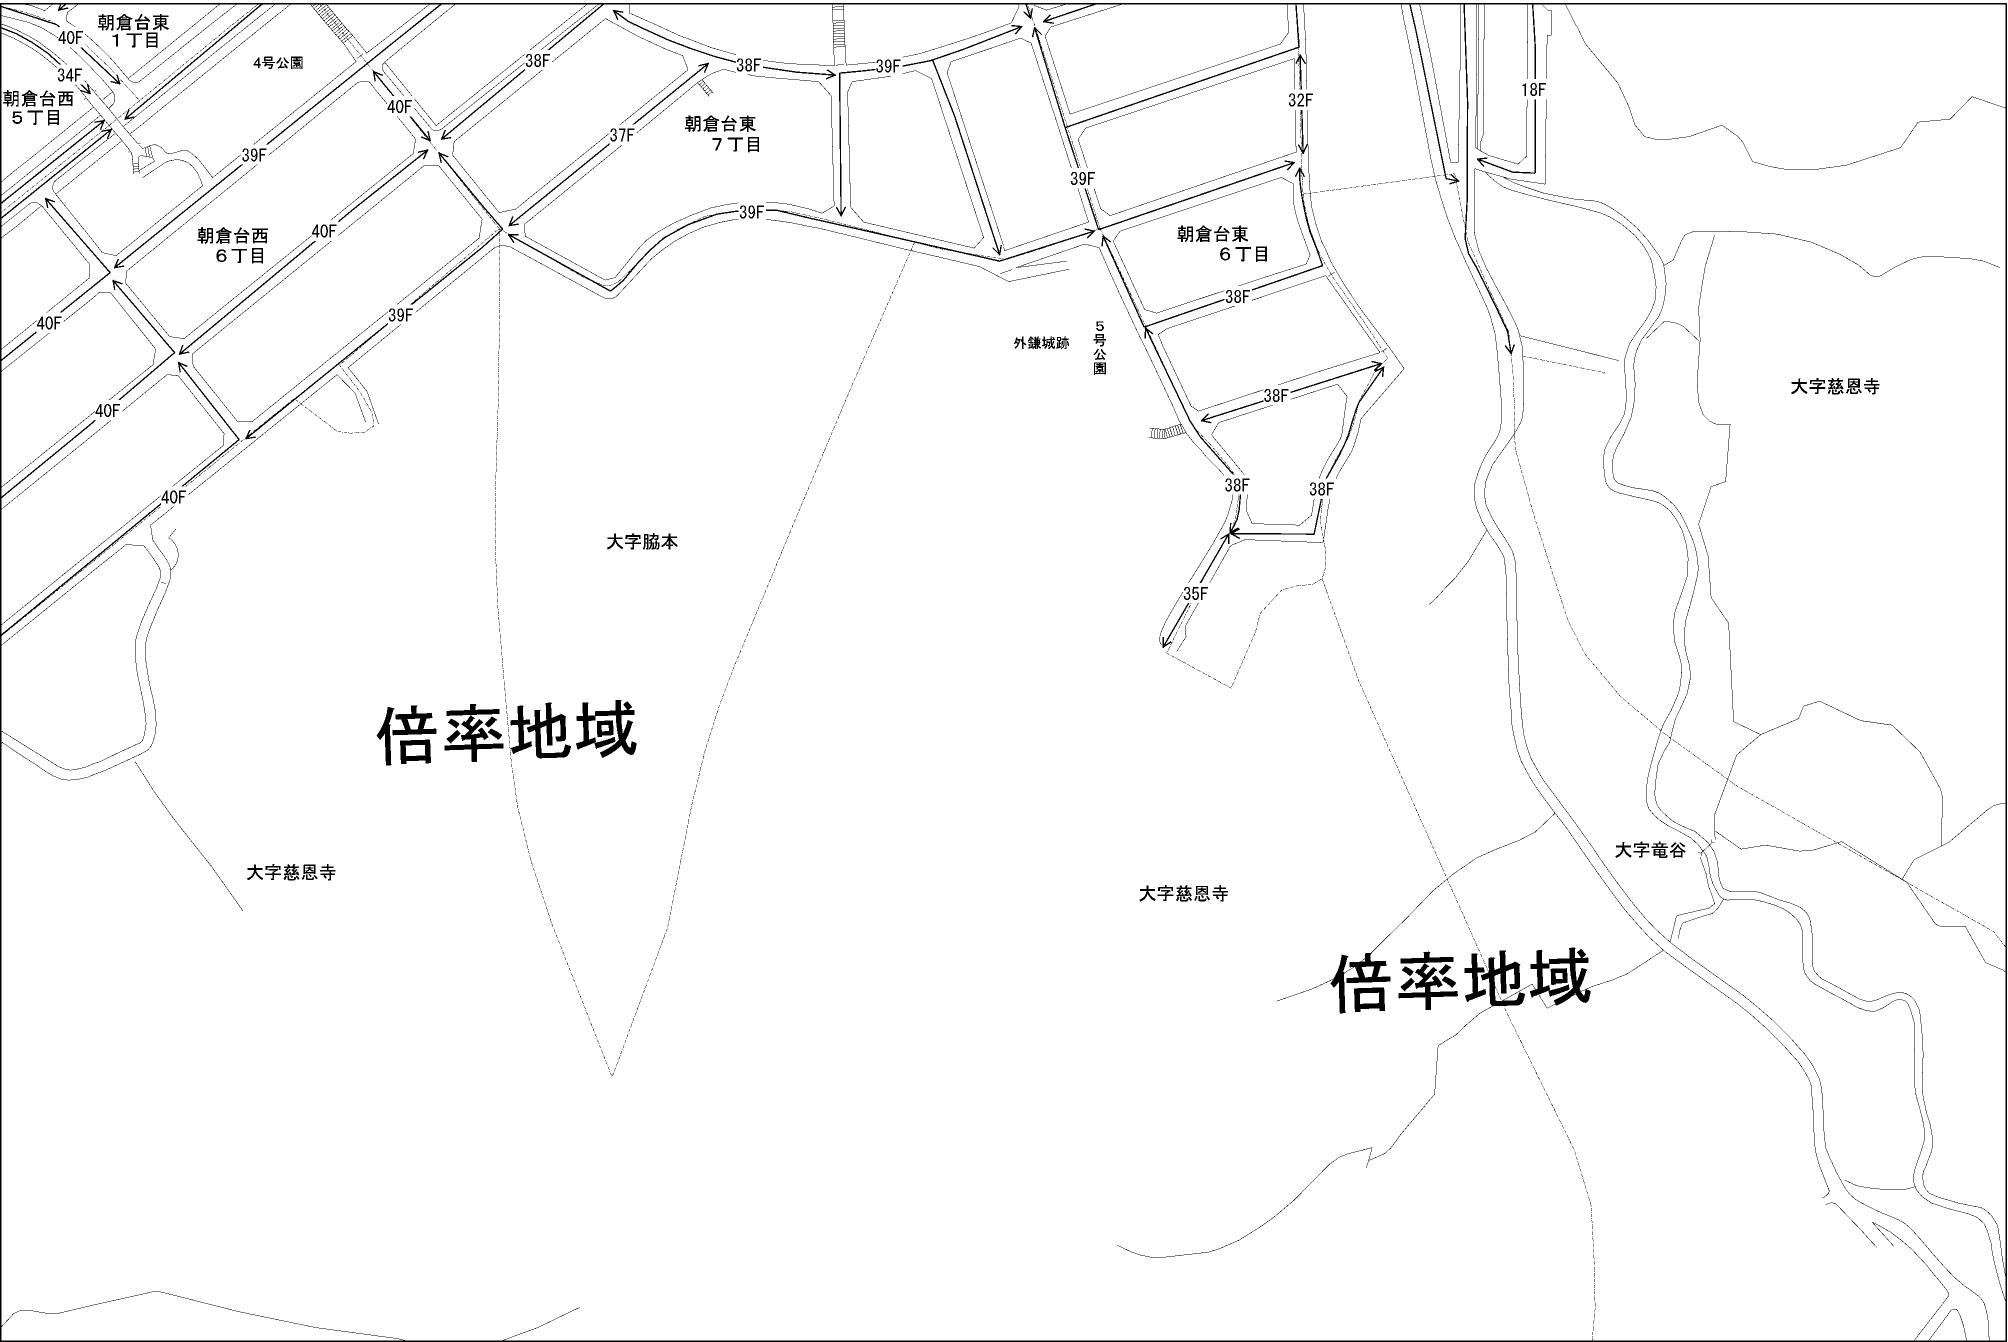 朝倉台東
１丁目
40F
34F
4号公園
朝倉台西
５丁目
38F
38F
39F
18F
40F
32F
朝倉台東
７丁目
37F
39F
39F
39F
朝倉台西
６丁目
40F
朝倉台東
６丁目
38F
40F
39F
外鎌城跡
５号公園
大字慈恩寺
38F
40F
38F
38F
40F
大字脇本
35F
倍率地域
大字竜谷
大字慈恩寺
大字慈恩寺
倍率地域